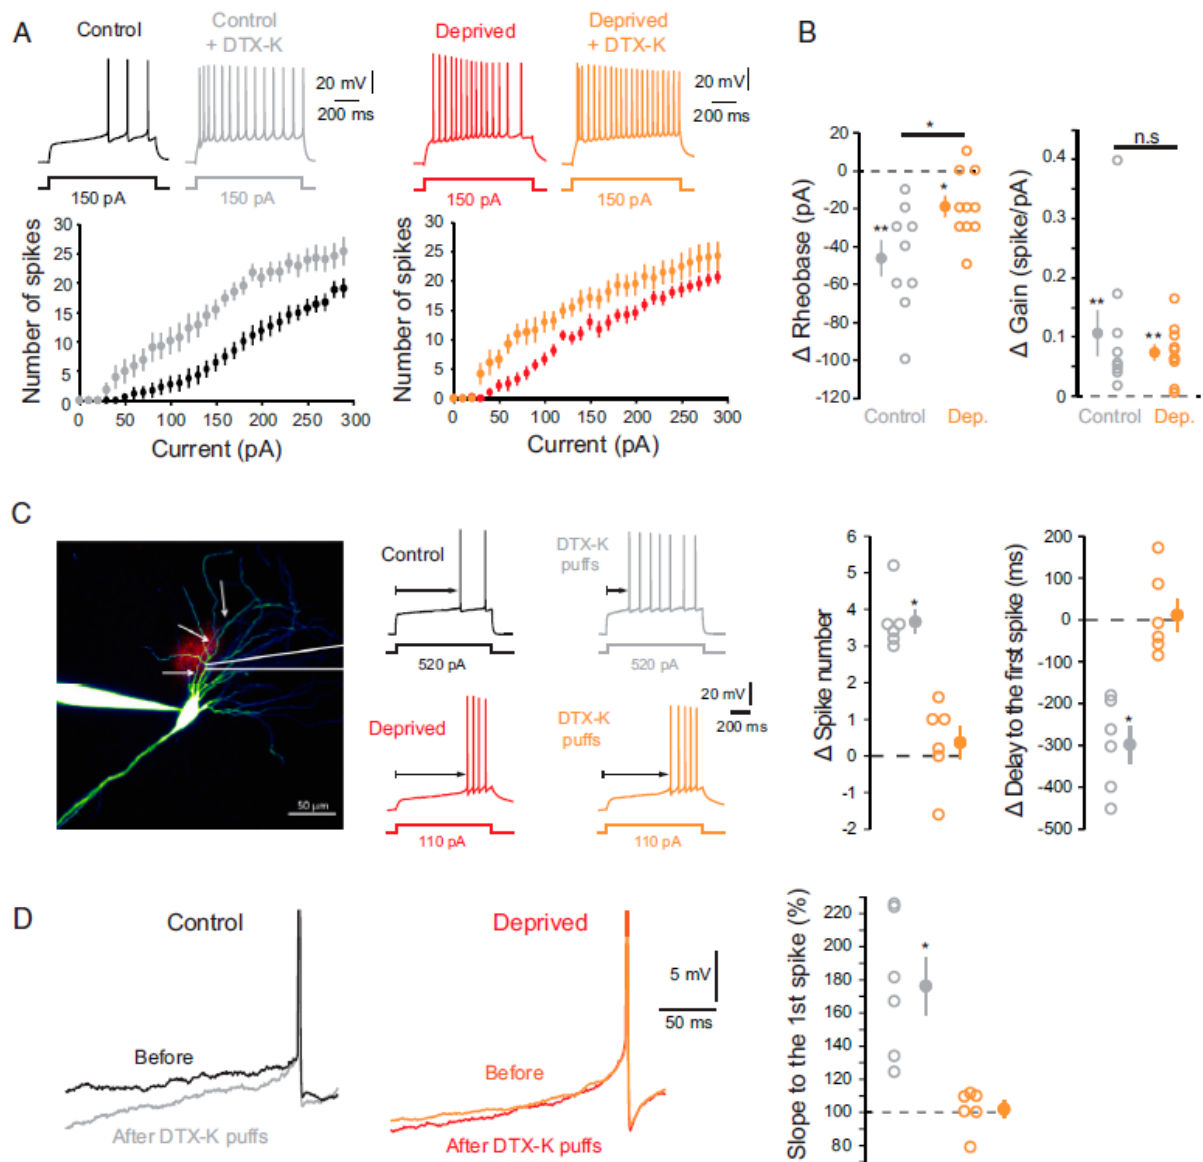 A
Control
Control
+ DTX-K
20 mV
200 ms
150 pA
150 pA
Deprived
Deprived
+ DTX-K
20 mV
200 ms
150 pA
150 pA
Number of spikes
30
25
20
15
10
5
0
0 50 100 150 200 250 300
Current (pA)
Number of spikes
30
25
20
15
10
5
0
0 50 100 150 200 250 300
Current (pA)
B
Δ Rheobase (pA)
20
0
-20
-40
-60
-80
-100
-120
*
**
*
Control Dep.
Δ Gain (spike/pA)
0.4
0.3
0.2
0.1
0
n.s
**
**
Control Dep.
C
50 µm
Control
520 pA
DTX-K
puffs
520 pA
Deprived
110 pA
DTX-K
puffs
110 pA
20 mV
200 ms
Δ Spike number
6
5
4
3
2
1
0
-1
-2
*
Δ Delay to the first spike (ms)
200
100
0
-100
-200
-300
-400
-500
*
D
Control
Before
After DTX-K puffs
Deprived
Before
After DTX-K puffs
5 mV
50 ms
Slope to the 1st spike (%)
220
200
180
160
140
120
100
80
*